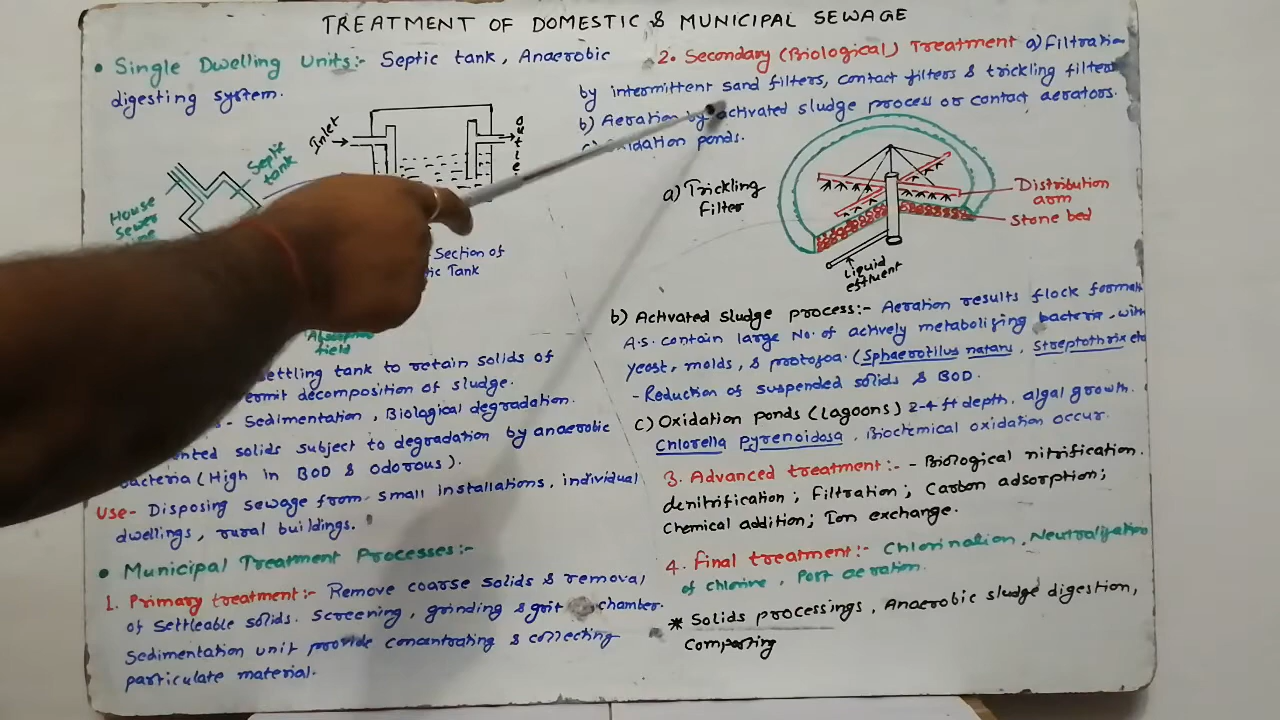 TREATMENT OF DOMESTIC & MUNICIPAL SEWAGE
• Single Dwelling Units:- Septic tank, Anaerobic
digesting system.
Inlet
Septic
tank
House
Sewer
Section of
Tank
field
settling tank to retain solids of
decomposition of sludge.
- Sedimentation, Biological degradation.
solids subject to degradation by anaerobic
bacteria (High in BOD & odorous).
Use- Disposing sewage from small installations, individual
dwellings, rural buildings.
• Municipal Treatment Processes:-
1. Primary treatment:- Remove coarse solids & removal
of settleable solids. Screening, grinding & grit chamber.
Sedimentation unit provide concentrating & collecting
particulate material.
2. Secondary (Biological) Treatment a) Filtration
by intermittent sand filters, contact filters & trickling filters
b) Aeration by activated sludge process or contact aerators.
ponds.
a) Trickling
Filter
Distribution
arm
Stone bed
Liquid
effluent
b) Activated sludge process:- Aeration results flock format
A.S. contain large No. of actively metabolizing bacteria, with
yeast, molds, & protozoa. (Sphaerotilus natans, Streptothrix etc
- Reduction of suspended solids & BOD.
c) Oxidation ponds (lagoons) 2-4 ft depth, algal growth.
Chlorella pyrenoidosa, Biochemical oxidation occur.
3. Advanced treatment:- - Biological nitrification.
denitrification; Filtration; Carbon adsorption;
Chemical addition; Ion exchange.
4. Final treatment:- Chlorination, Neutralization
of chlorine, Post aeration.
* Solids processings, Anaerobic sludge digestion,
composting